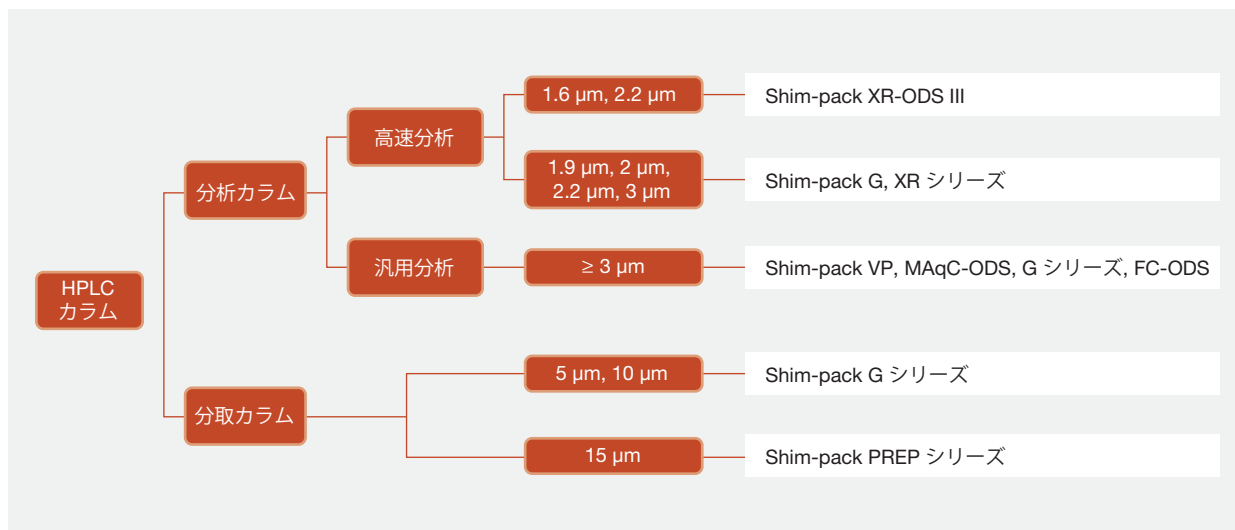 HPLC
カラム
分析カラム
高速分析
1.6 µm, 2.2 µm
Shim-pack XR-ODS III
1.9 µm, 2 µm,
2.2 µm, 3 µm
Shim-pack G, XR シリーズ
汎用分析
≥ 3 µm
Shim-pack VP, MAqC-ODS, G シリーズ, FC-ODS
分取カラム
5 µm, 10 µm
Shim-pack G シリーズ
15 µm
Shim-pack PREP シリーズ